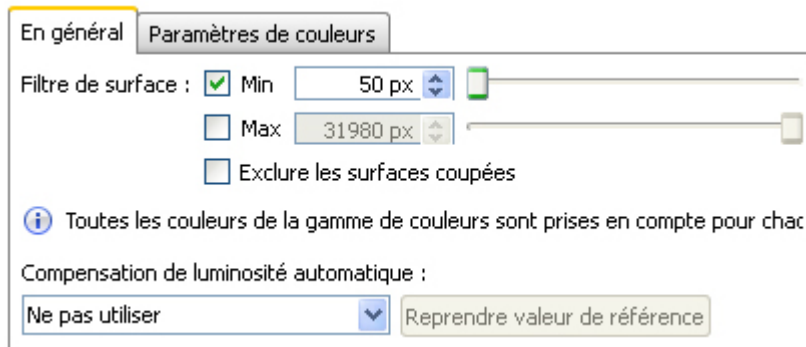 En général Paramètres de couleurs
Filtre de surface : Min 50 px
Max 31980 px
Exclure les surfaces coupées
Toutes les couleurs de la gamme de couleurs sont prises en compte pour
Compensation de luminosité automatique :
Ne pas utiliser Reprendre valeur de référence